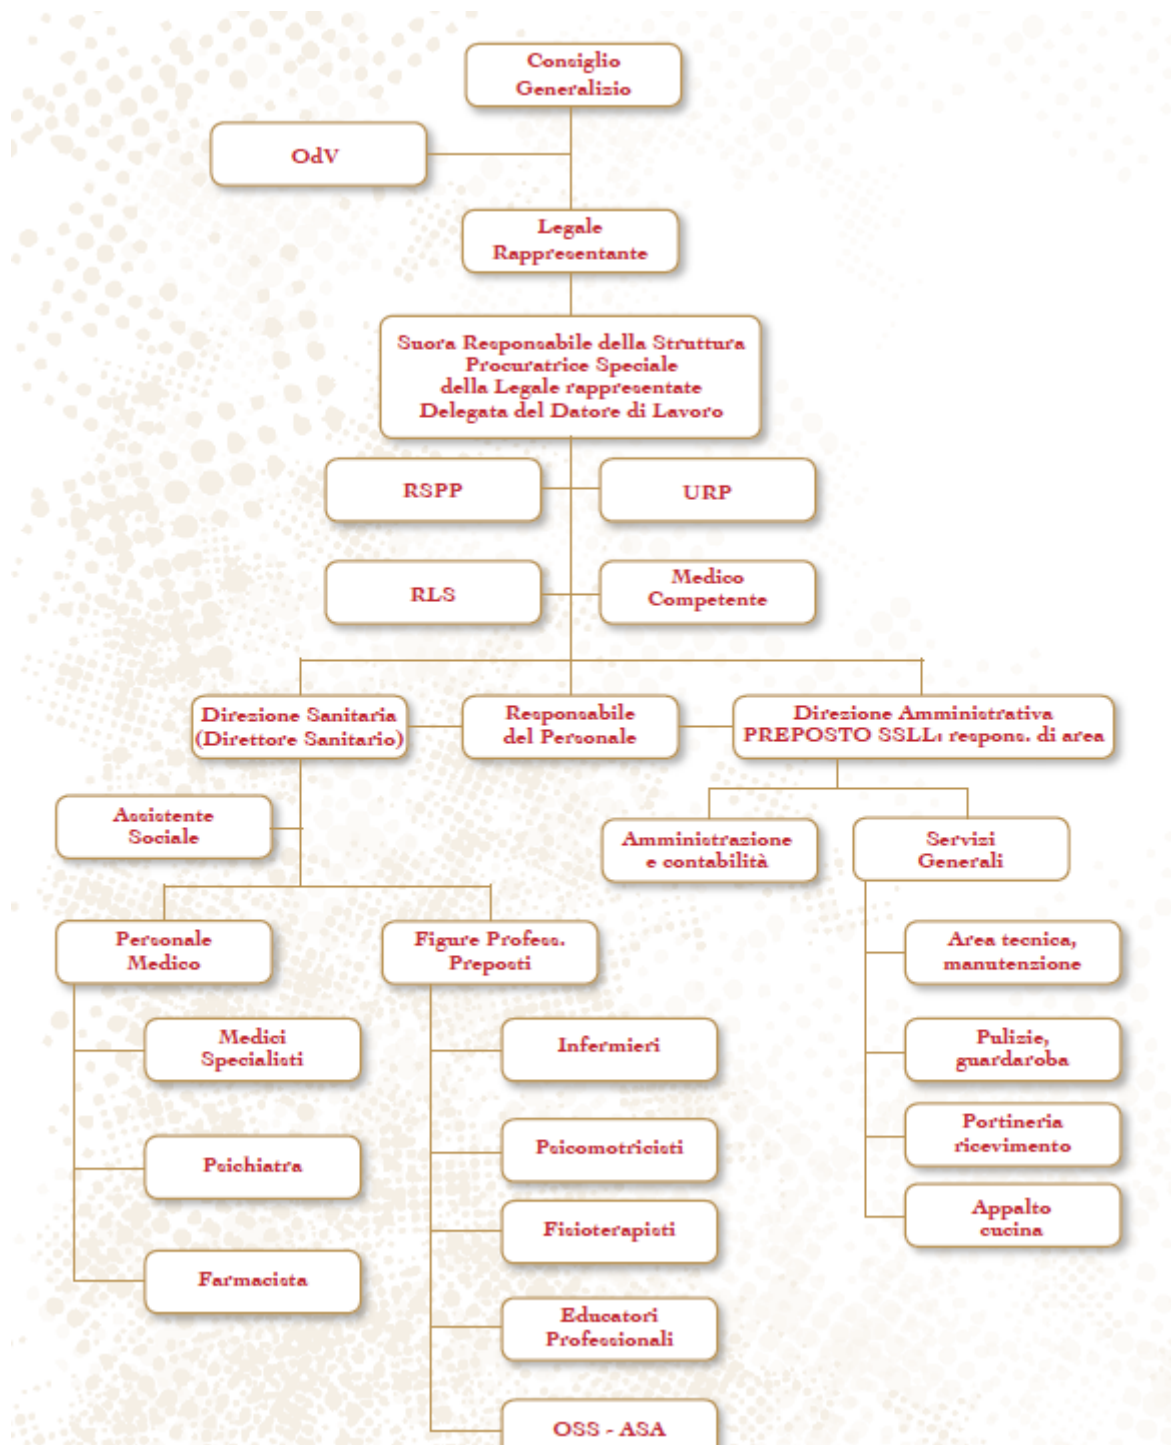 Consiglio
Generalizio
OdV
Legale
Rappresentante
Suora Responsabile della Struttura
Procuratrice Speciale
della Legale rappresentate
Delegata del Datore di Lavoro
RSPP
URP
RLS
Medico
Competente
Direzione Sanitaria
(Direttore Sanitario)
Responsabile
del Personale
Direzione Amministrativa
PREPOSTO SSLL: respons. di area
Assistente
Sociale
Amministrazione
e contabilità
Servizi
Generali
Personale
Medico
Figure Profess.
Preposti
Area tecnica,
manutenzione
Medici
Specialisti
Infermieri
Pulizie,
guardaroba
Psichiatra
Psicomotricisti
Portineria
ricevimento
Fisioterapisti
Appalto
cucina
Farmacista
Educatori
Professionali
OSS - ASA